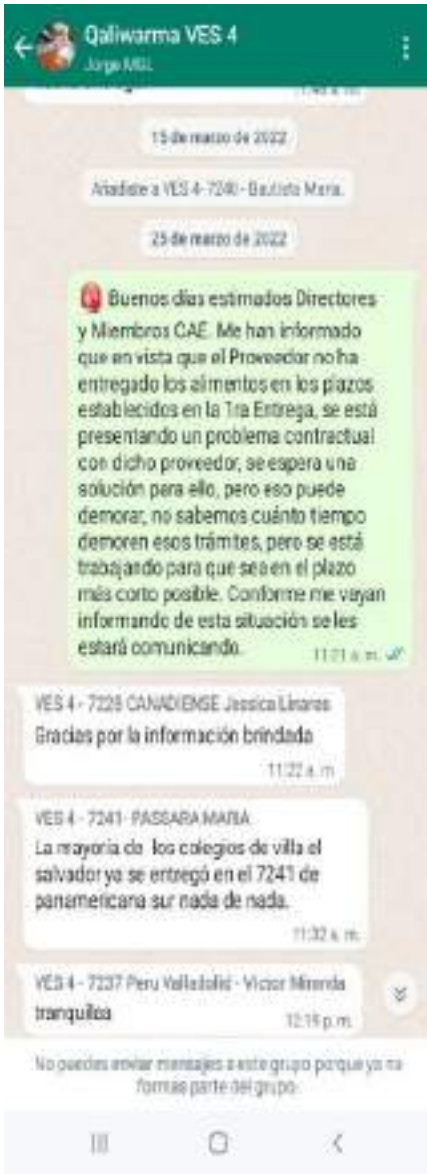 Qaliwarma VES 4
Jorge MGL
15 de marzo de 2022
Añadiste a VES 4- 7240 - Bautista Maria.
25 de marzo de 2022
Buenos días estimados Directores
y Miembros CAE. Me han informado
que en vista que el Proveedor no ha
entregado los alimentos en los plazos
establecidos en la 1ra Entrega, se está
presentando un problema contractual
con dicho proveedor, se espera una
solución para ello, pero eso puede
demorar, no sabemos cuánto tiempo
demoren esos trámites, pero se está
trabajando para que sea en el plazo
más corto posible. Conforme me vayan
informando de esta situación se les
estará comunicando.
11:21 a. m.
VES 4 - 7228 CANADIENSE Jessica Linares
Gracias por la información brindada
11:22 a. m.
VES 4 - 7241- PASSARA MARIA
La mayoría de los colegios de villa el
salvador ya se entregó en el 7241 de
panamericana sur nada de nada.
11:32 a. m.
VES 4 - 7237 Peru Valladolid - Victor Miranda
tranquilos
12:19 p. m.
No puedes enviar mensajes a este grupo porque ya no
formas parte del grupo.